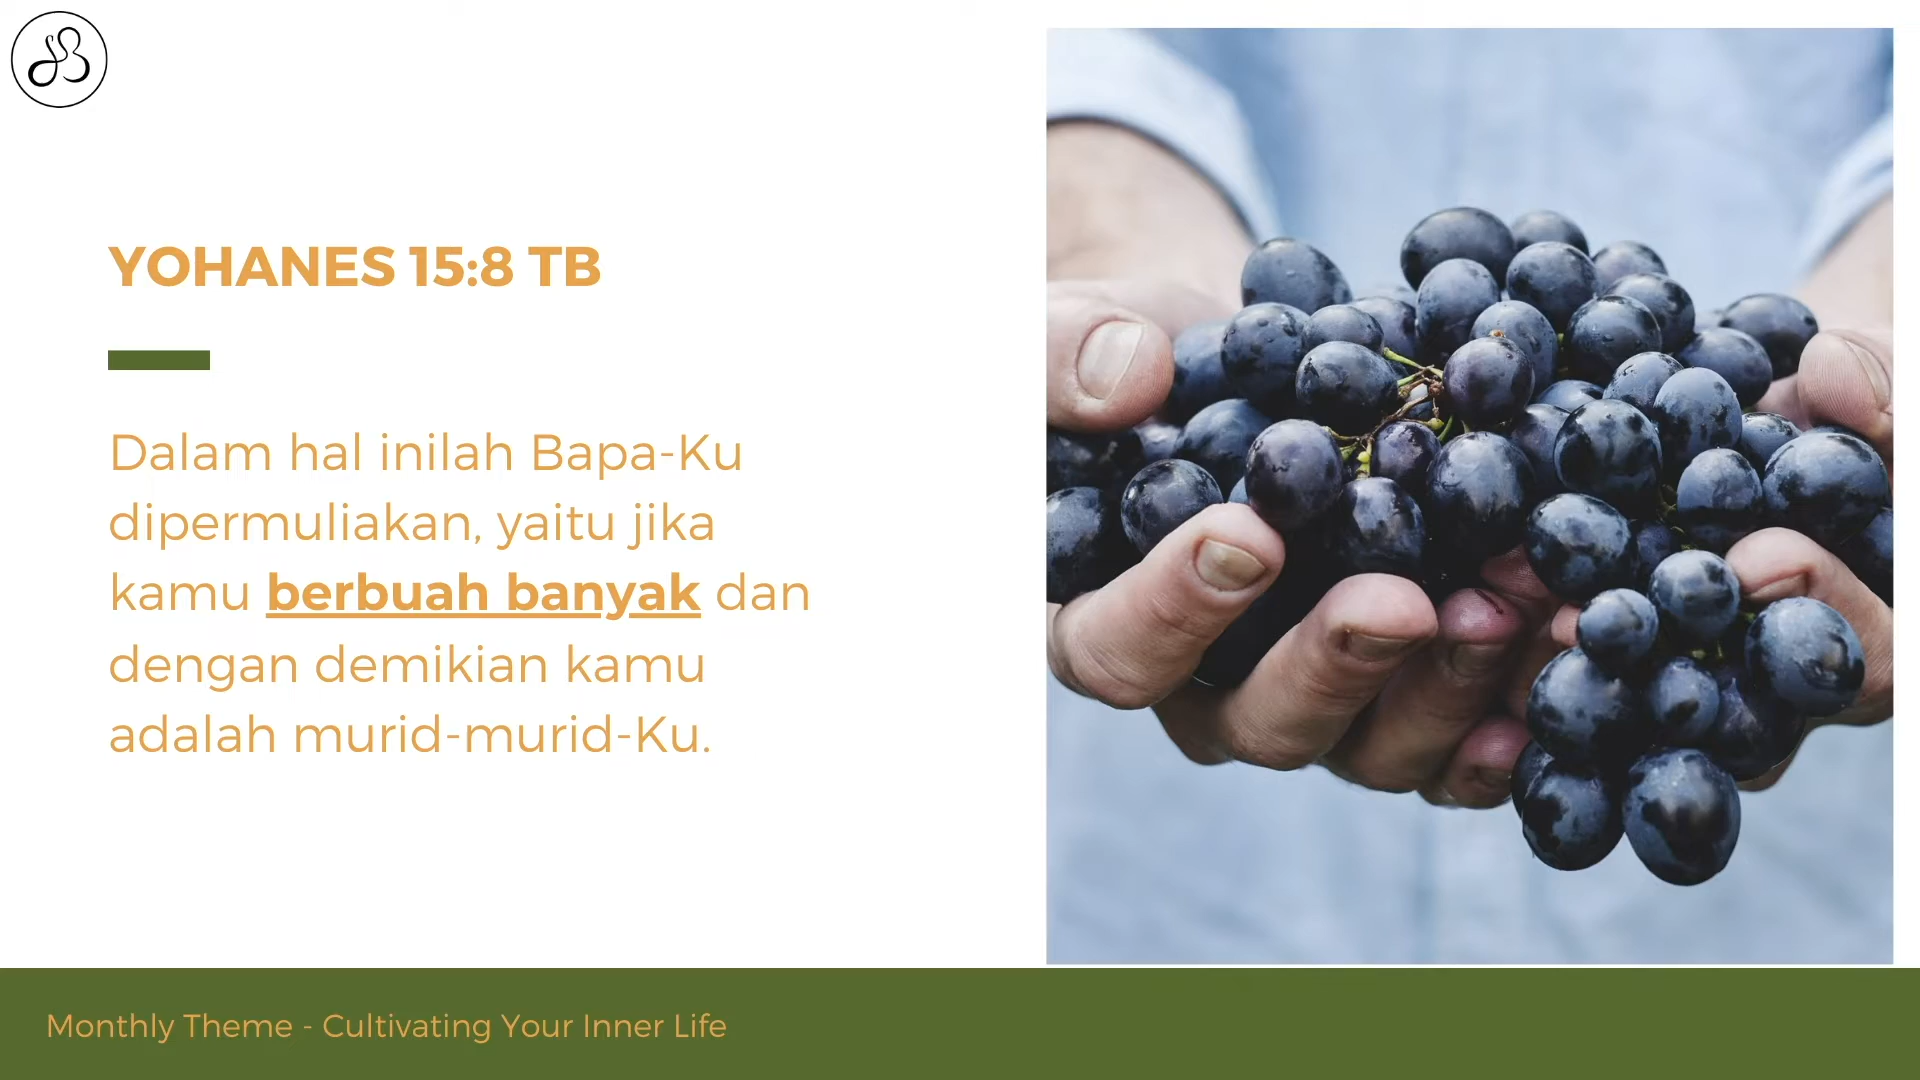 YOHANES 15:8 TB
Dalam hal inilah Bapa-Ku
dipermuliakan, yaitu jika
kamu berbuah banyak dan
dengan demikian kamu
adalah murid-murid-Ku.
Monthly Theme - Cultivating Your Inner Life